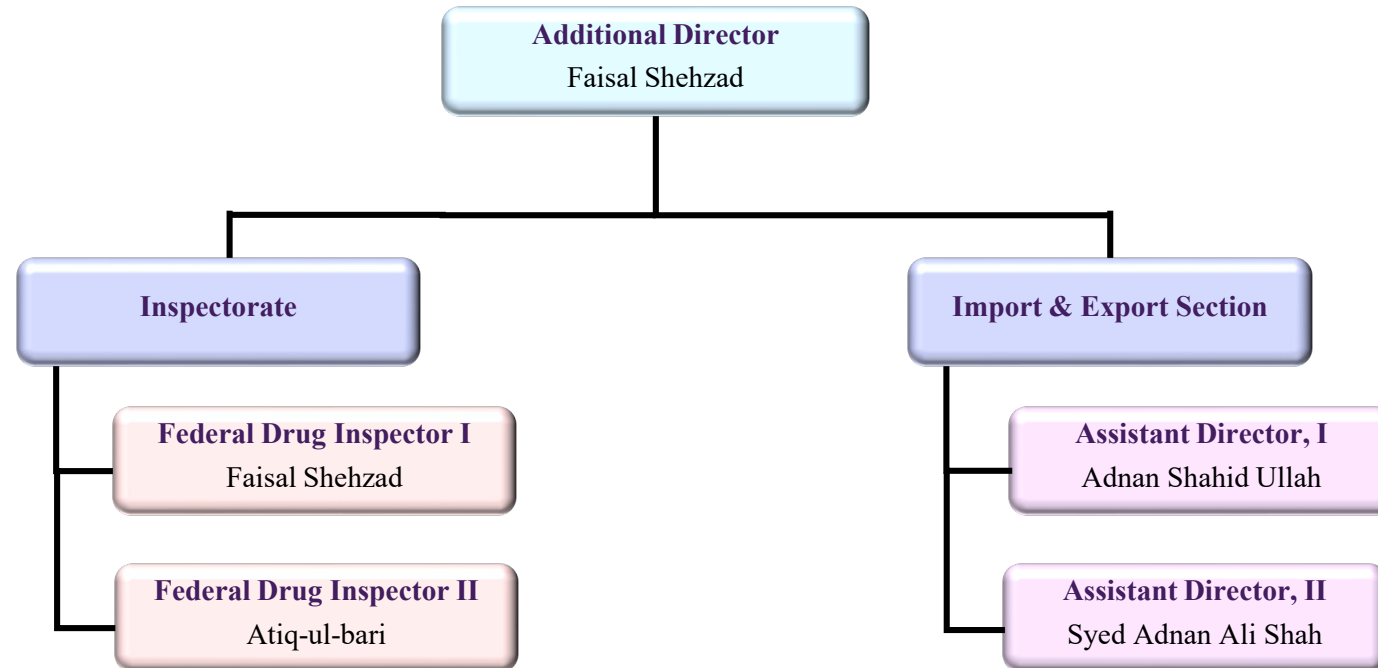 Additional Director
Faisal Shehzad
Inspectorate
Import & Export Section
Federal Drug Inspector I
Faisal Shehzad
Assistant Director, I
Adnan Shahid Ullah
Federal Drug Inspector II
Atiq-ul-bari
Assistant Director, II
Syed Adnan Ali Shah